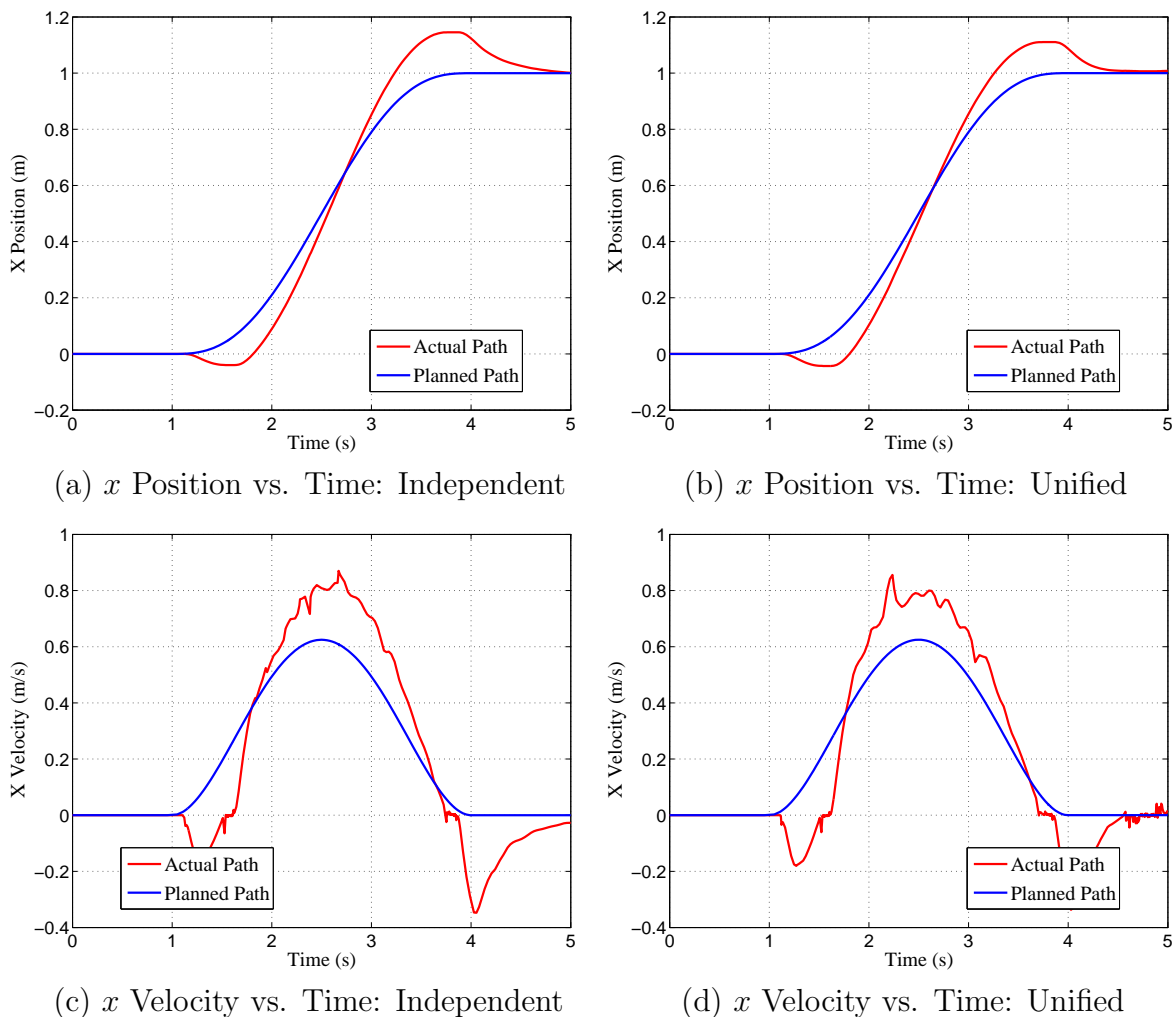 1.2
1
0.8
0.6
0.4
0.2
0
−0.2
X Position (m)
0 1 2 3 4 5
Time (s)
Actual Path
Planned Path
(a) x Position vs. Time: Independent
1.2
1
0.8
0.6
0.4
0.2
0
−0.2
X Position (m)
0 1 2 3 4 5
Time (s)
Actual Path
Planned Path
(b) x Position vs. Time: Unified
1
0.8
0.6
0.4
0.2
0
−0.2
−0.4
X Velocity (m/s)
0 1 2 3 4 5
Time (s)
Actual Path
Planned Path
(c) x Velocity vs. Time: Independent
1
0.8
0.6
0.4
0.2
0
−0.2
−0.4
X Velocity (m/s)
0 1 2 3 4 5
Time (s)
Actual Path
Planned Path
(d) x Velocity vs. Time: Unified